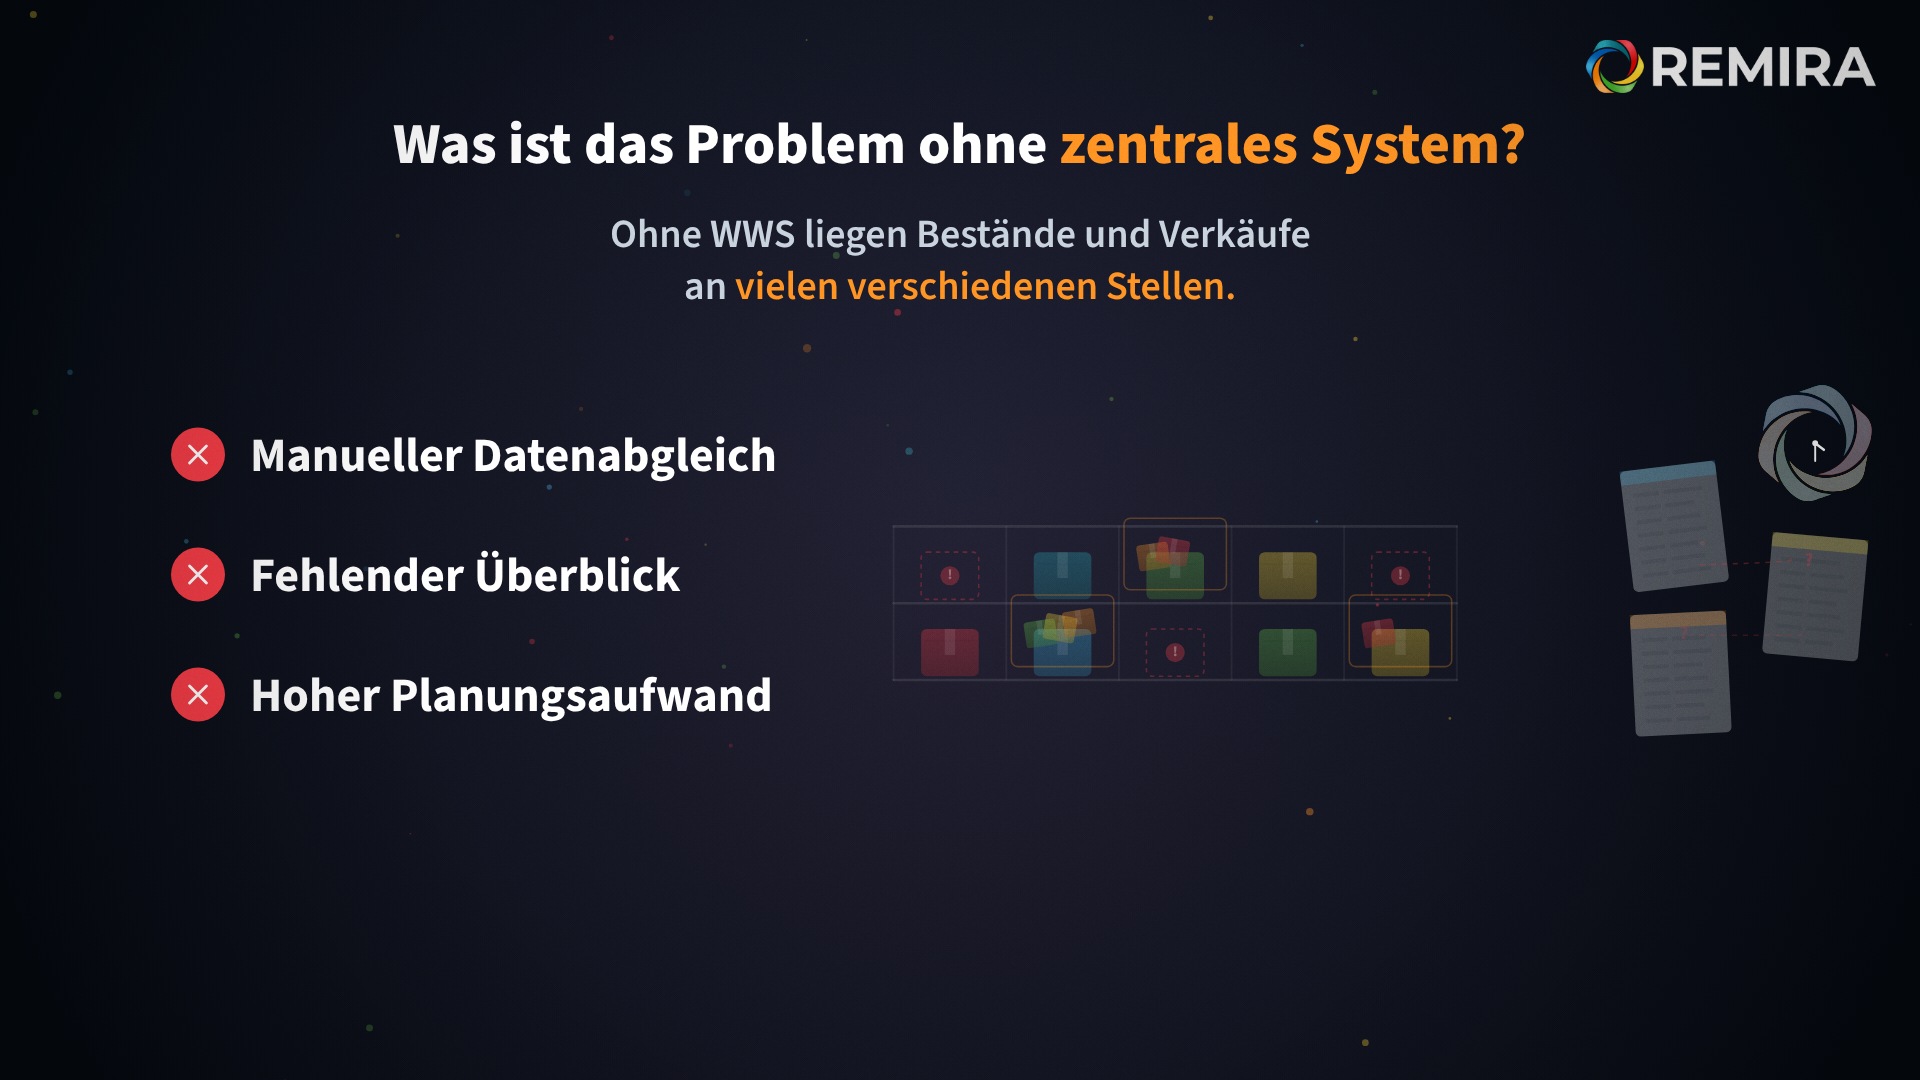 REMIRA
Was ist das Problem ohne zentrales System?
Ohne WWS liegen Bestände und Verkäufe
an vielen verschiedenen Stellen.
Manueller Datenabgleich
Fehlender Überblick
Hoher Planungsaufwand